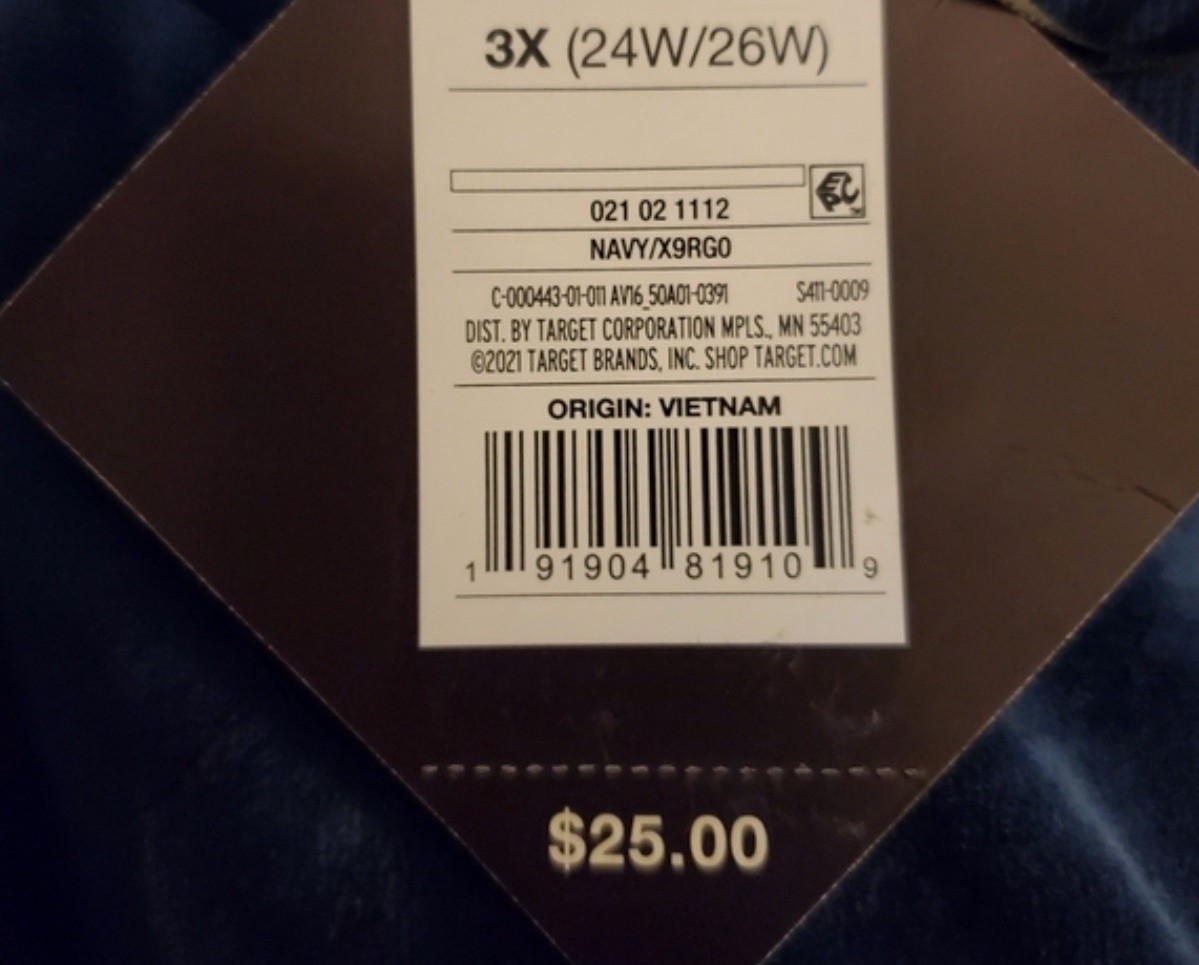 3X (24W/26W)
EPC
021 02 1112
NAVY/X9RG0
C-000443-01-011 AV16_50A01-0391 S411-0009
DIST. BY TARGET CORPORATION MPLS., MN 55403
©2021 TARGET BRANDS, INC. SHOP TARGET.COM
ORIGIN: VIETNAM
1 91904 81910 9
$25.00